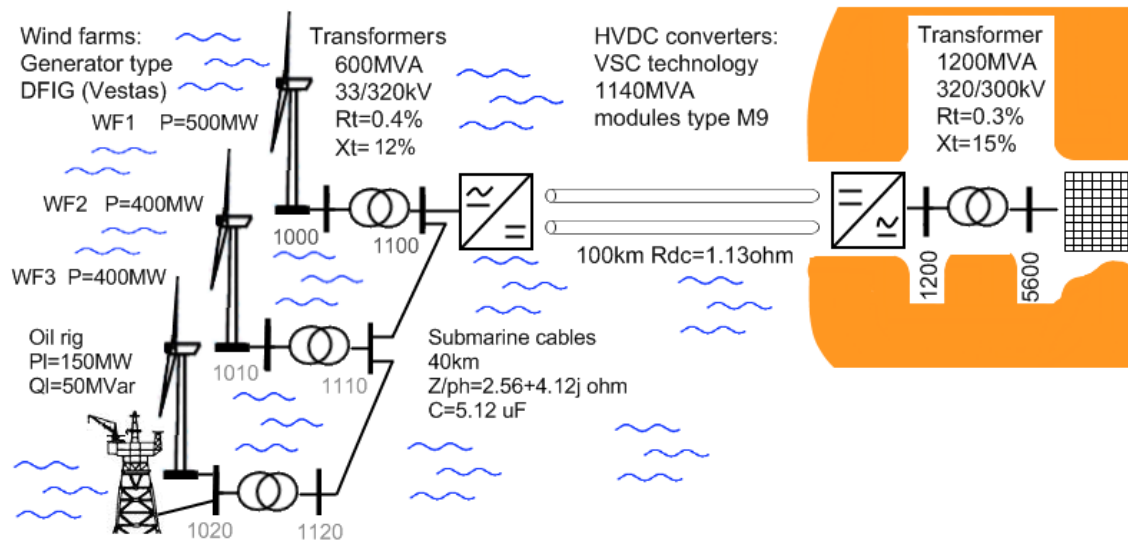 Wind farms:
Generator type
DFIG (Vestas)
WF1 P=500MW
Transformers
600MVA
33/320kV
Rt=0.4%
Xt=12%
HVDC converters:
VSC technology
1140MVA
modules type M9
Transformer
1200MVA
320/300kV
Rt=0.3%
Xt=15%
WF2 P=400MW
1000
1100
100km Rdc=1.13ohm
1200
5600
WF3 P=400MW
Oil rig
Pl=150MW
Ql=50MVar
1010
1110
Submarine cables
40km
Z/ph=2.56+4.12j ohm
C=5.12 uF
1020
1120